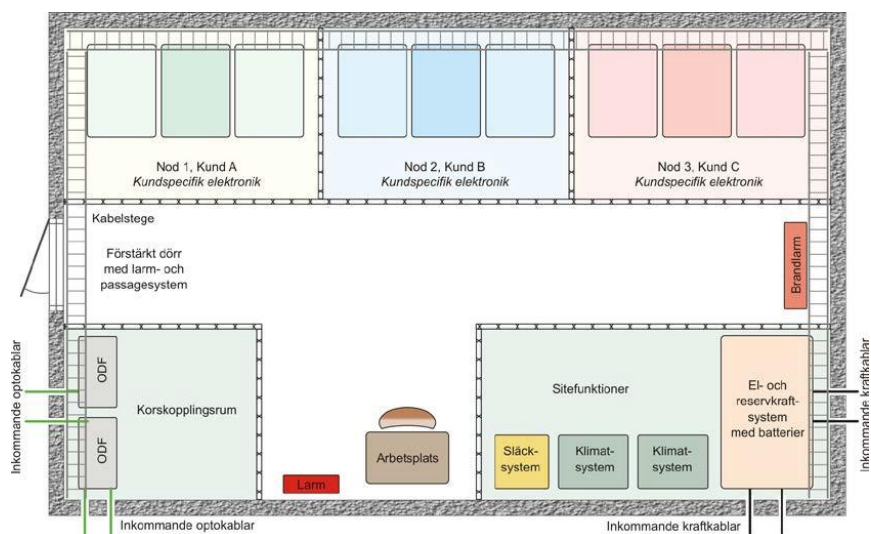 Nod 1, Kund A
Kundspecifik elektronik
Nod 2, Kund B
Kundspecifik elektronik
Nod 3, Kund C
Kundspecifik elektronik
Kabelstege
Förstärkt dörr
med larm- och
passagesystem
Brandlarm
Inkommande optokablar
ODF
ODF
Korskopplingsrum
Larm
Arbetsplats
Sitefunktioner
Släck-
system
Klimat-
system
Klimat-
system
El- och
reservkraft-
system
med batterier
Inkommande kraftkablar
Inkommande optokablar
Inkommande kraftkablar